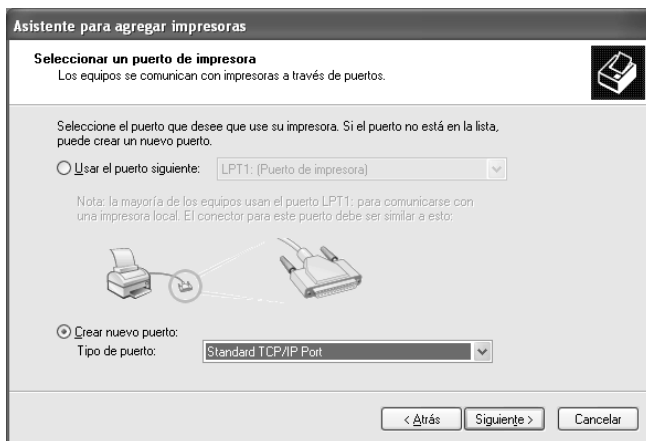 Asistente para agregar impresoras
Seleccionar un puerto de impresora
Los equipos se comunican con impresoras a través de puertos.
Seleccione el puerto que desee que use su impresora. Si el puerto no está en la lista,
puede crear un nuevo puerto.
Usar el puerto siguiente: LPT1: (Puerto de impresora)
Nota: la mayoría de los equipos usan el puerto LPT1: para comunicarse con
una impresora local. El conector para este puerto debe ser similar a esto:
Crear nuevo puerto:
Tipo de puerto: Standard TCP/IP Port
< Atrás Siguiente > Cancelar